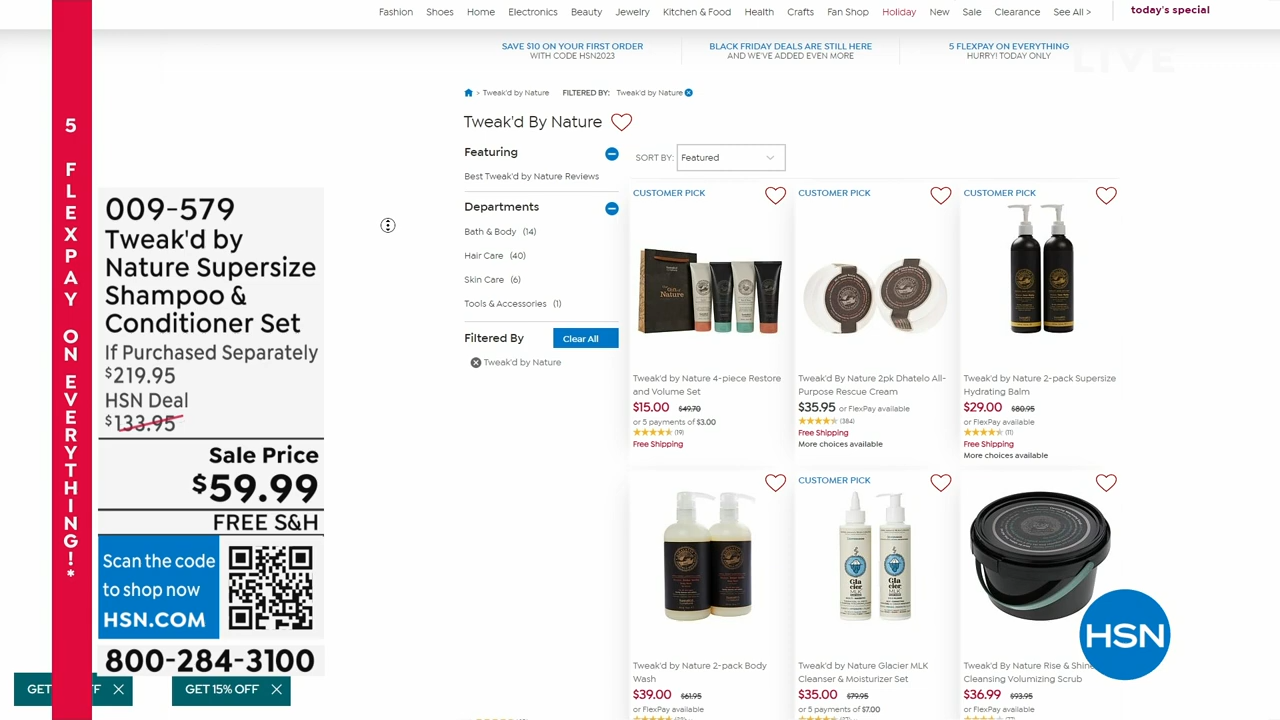 Fashion Shoes Home Electronics Beauty Jewelry Kitchen & Food Health Crafts Fan Shop Holiday New Sale Clearance See All > today's special
SAVE $10 ON YOUR FIRST ORDER
WITH CODE HSN2023
BLACK FRIDAY DEALS ARE STILL HERE
AND WE'VE ADDED EVEN MORE
5 FLEXPAY ON EVERYTHING
HURRY! TODAY ONLY
LIVE
> Tweak'd by Nature FILTERED BY: Tweak'd by Nature
Tweak'd By Nature
5 FLEXPAY ON EVERYTHING!*
009-579
Tweak'd by
Nature Supersize
Shampoo &
Conditioner Set
If Purchased Separately
$219.95
HSN Deal
$133.95
Sale Price
$59.99
FREE S&H
Scan the code
to shop now
HSN.COM
800-284-3100
GET
FF
GET 15% OFF
Featuring
Best Tweak'd by Nature Reviews
Departments
Bath & Body (14)
Hair Care (40)
Skin Care (6)
Tools & Accessories (1)
Filtered By
Clear All
Tweak'd by Nature
SORT BY: Featured
CUSTOMER PICK
Nature
Tweak'd by Nature 4-piece Restore
and Volume Set
$15.00 $49.70
or 5 payments of $3.00
(19)
Free Shipping
CUSTOMER PICK
Tweak'd By Nature 2pk Dhatelo All-
Purpose Rescue Cream
$35.95 or FlexPay available
(384)
Free Shipping
More choices available
CUSTOMER PICK
Tweak'd by Nature 2-pack Supersize
Hydrating Balm
$29.00 $80.95
or FlexPay available
(11)
Free Shipping
More choices available
Tweak'd by Nature 2-pack Body
Wash
$39.00 $61.95
or FlexPay available
CUSTOMER PICK
Gla
cier
MLK
Gla
cier
MLK
Tweak'd by Nature Glacier MLK
Cleanser & Moisturizer Set
$35.00 $79.95
or 5 payments of $7.00
Tweak'd By Nature Rise & Shine
Cleansing Volumizing Scrub
$36.99 $93.95
or FlexPay available
HSN